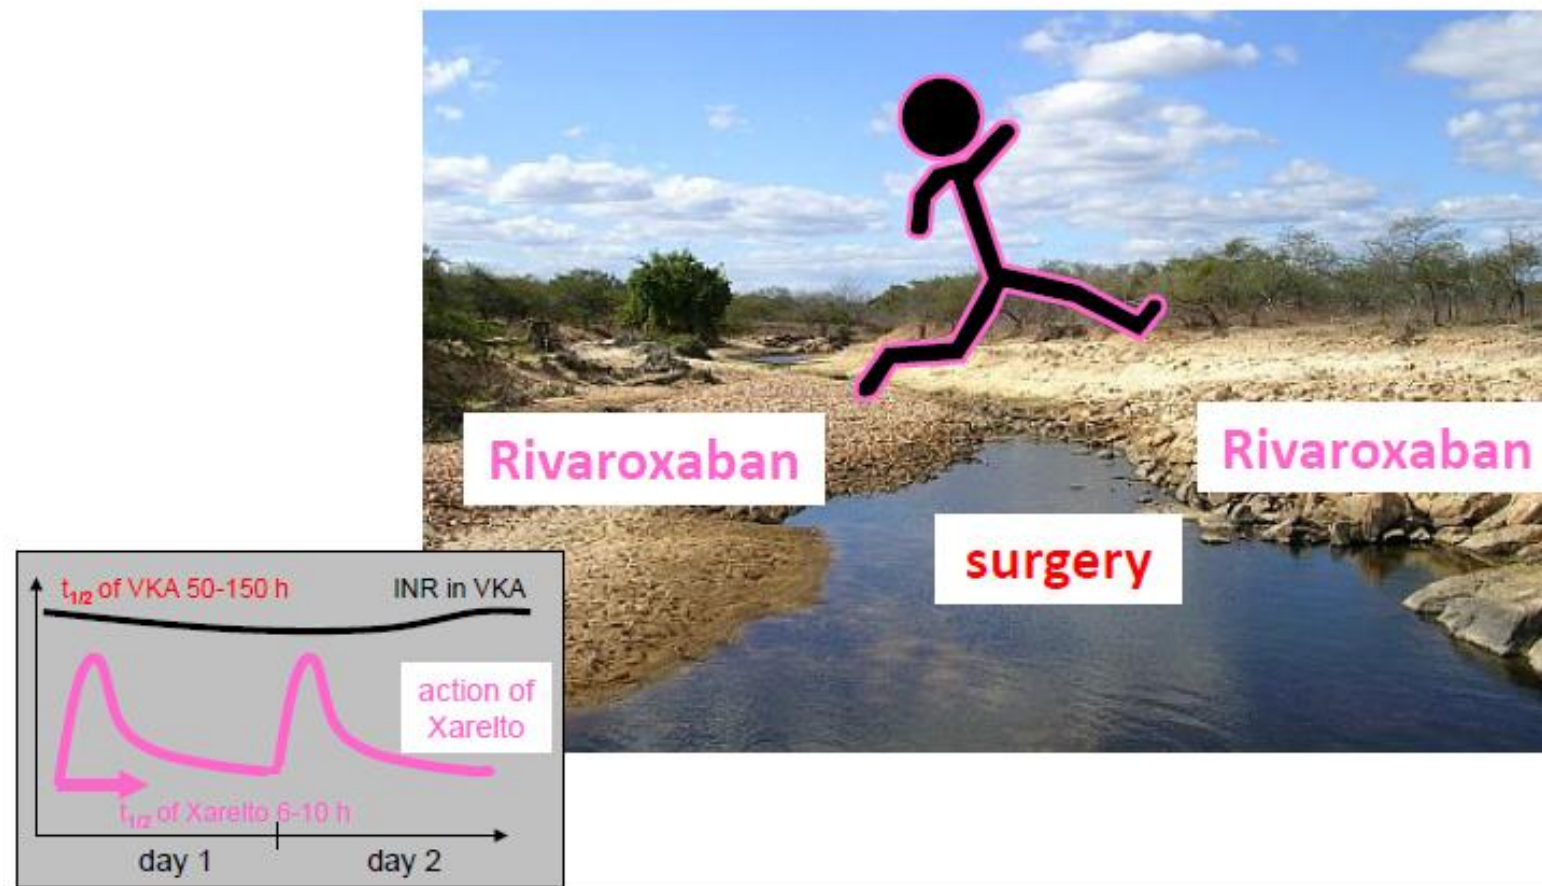 Rivaroxaban
Rivaroxaban
surgery
t1/2 of VKA 50-150 h
INR in VKA
action of
Xarelto
t1/2 of Xarelto 6-10 h
day 1
day 2